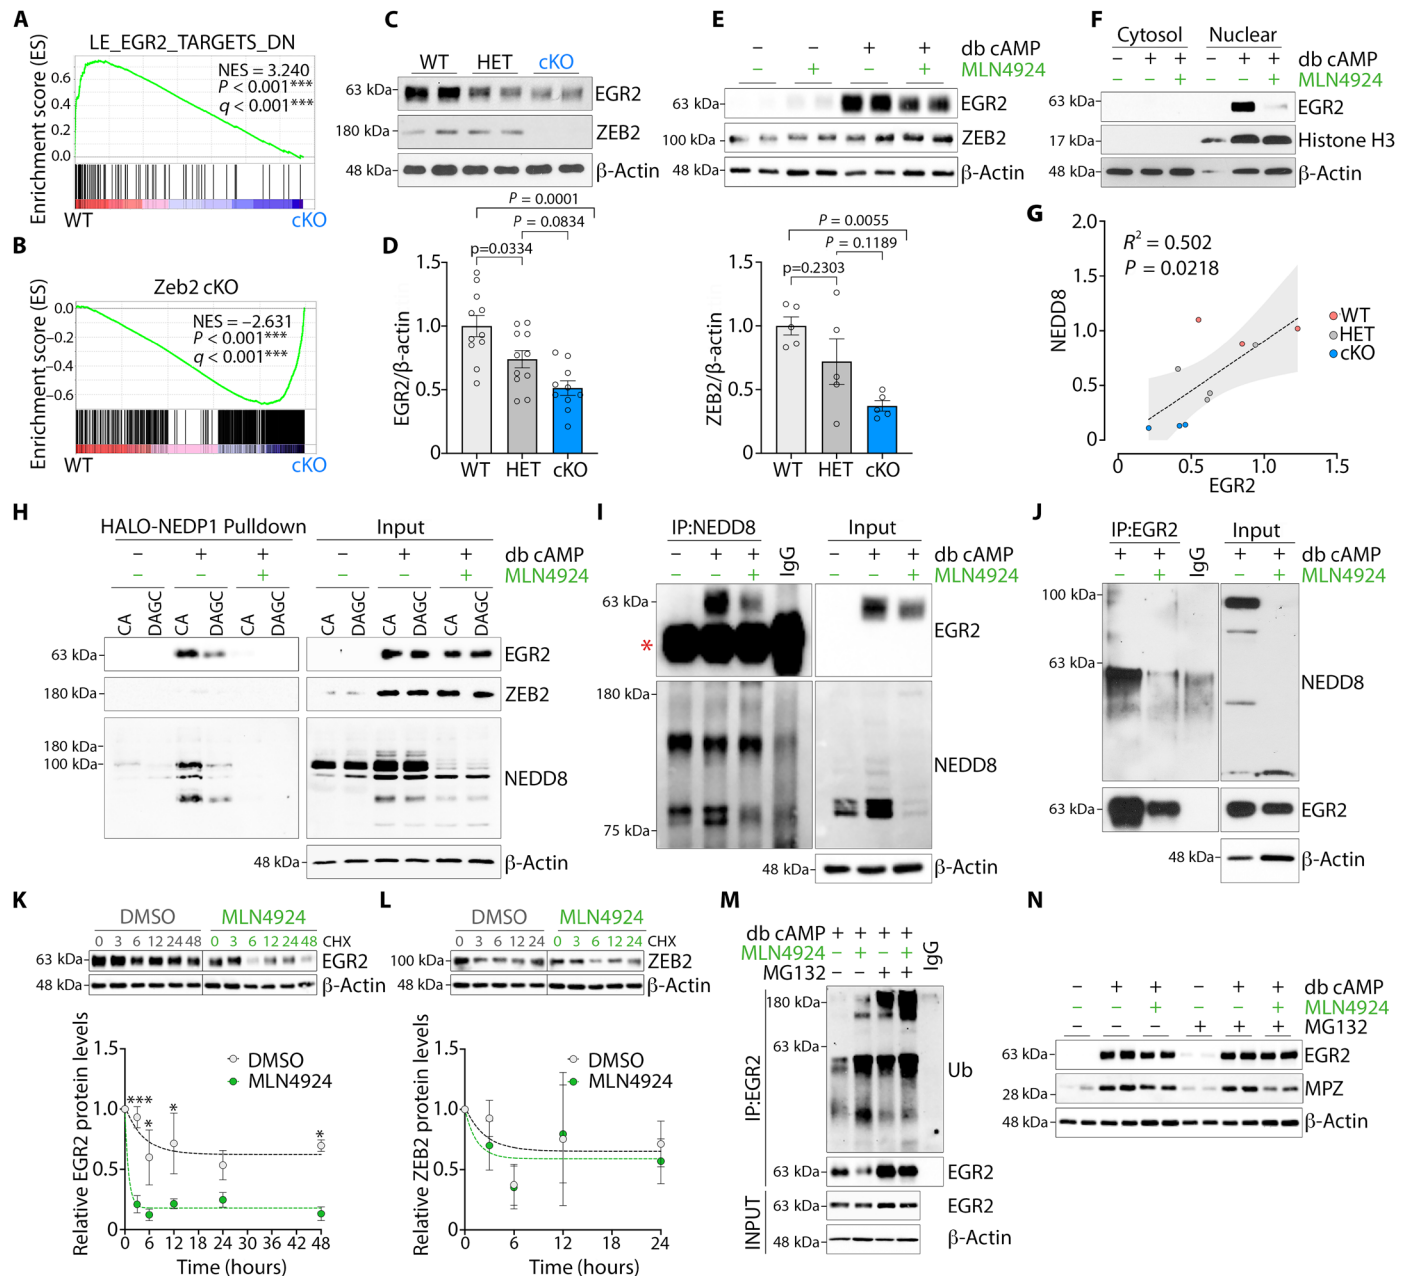 A
LE_EGR2_TARGETS_DN
Enrichment score (ES)
0.6
0.4
0.2
0.0
NES = 3.240
P < 0.001***
q < 0.001***
WT
cKO
B
Zeb2 cKO
Enrichment score (ES)
0.0
−0.2
−0.4
−0.6
NES = −2.631
P < 0.001***
q < 0.001***
WT
cKO
C
WT HET cKO
63 kDa EGR2
180 kDa ZEB2
48 kDa β-Actin
D
P = 0.0001
P = 0.0834
p=0.0334
EGR2/β-actin
1.5
1.0
0.5
0
WT HET cKO
P = 0.0055
P = 0.1189
p=0.2303
ZEB2/β-actin
1.5
1.0
0.5
0
WT HET cKO
E
− − + + db cAMP
− + − + MLN4924
63 kDa EGR2
100 kDa ZEB2
48 kDa β-Actin
F
Cytosol Nuclear
− + + − + + db cAMP
− − + − − + MLN4924
63 kDa EGR2
17 kDa Histone H3
48 kDa β-Actin
G
R² = 0.502
P = 0.0218
NEDD8
2.0
1.5
1.0
0.5
0
0 0.5 1.0 1.5
EGR2
WT
HET
cKO
H
HALO-NEDP1 Pulldown Input
− + + − + + db cAMP
− − + − − + MLN4924
CA DAGC CA DAGC CA DAGC CA DAGC CA DAGC CA DAGC
63 kDa EGR2
180 kDa ZEB2
180 kDa
100 kDa NEDD8
48 kDa β-Actin
I
IP:NEDD8 Input
− + + IgG − + + db cAMP
− − + − − + MLN4924
63 kDa EGR2
*
180 kDa
NEDD8
75 kDa
48 kDa β-Actin
J
IP:EGR2 Input
+ + IgG + + db cAMP
− + − + MLN4924
100 kDa
63 kDa NEDD8
63 kDa EGR2
48 kDa β-Actin
K
DMSO MLN4924
0 3 6 12 24 48 0 3 6 12 24 48 CHX
63 kDa EGR2
48 kDa β-Actin
Relative EGR2 protein levels
1.5
1.0
0.5
0
DMSO
MLN4924
*** * * *
0 6 12 18 24 30 36 42 48
Time (hours)
L
DMSO MLN4924
0 3 6 12 24 0 3 6 12 24 CHX
100 kDa ZEB2
48 kDa β-Actin
Relative ZEB2 protein levels
1.5
1.0
0.5
0
DMSO
MLN4924
0 6 12 18 24
Time (hours)
M
db cAMP + + + + IgG
MLN4924 − + − +
MG132 − − + +
IP:EGR2
180 kDa
63 kDa Ub
63 kDa EGR2
INPUT
63 kDa EGR2
48 kDa β-Actin
N
− + + − + + db cAMP
− − + − − + MLN4924
− − − + + + MG132
63 kDa EGR2
28 kDa MPZ
48 kDa β-Actin